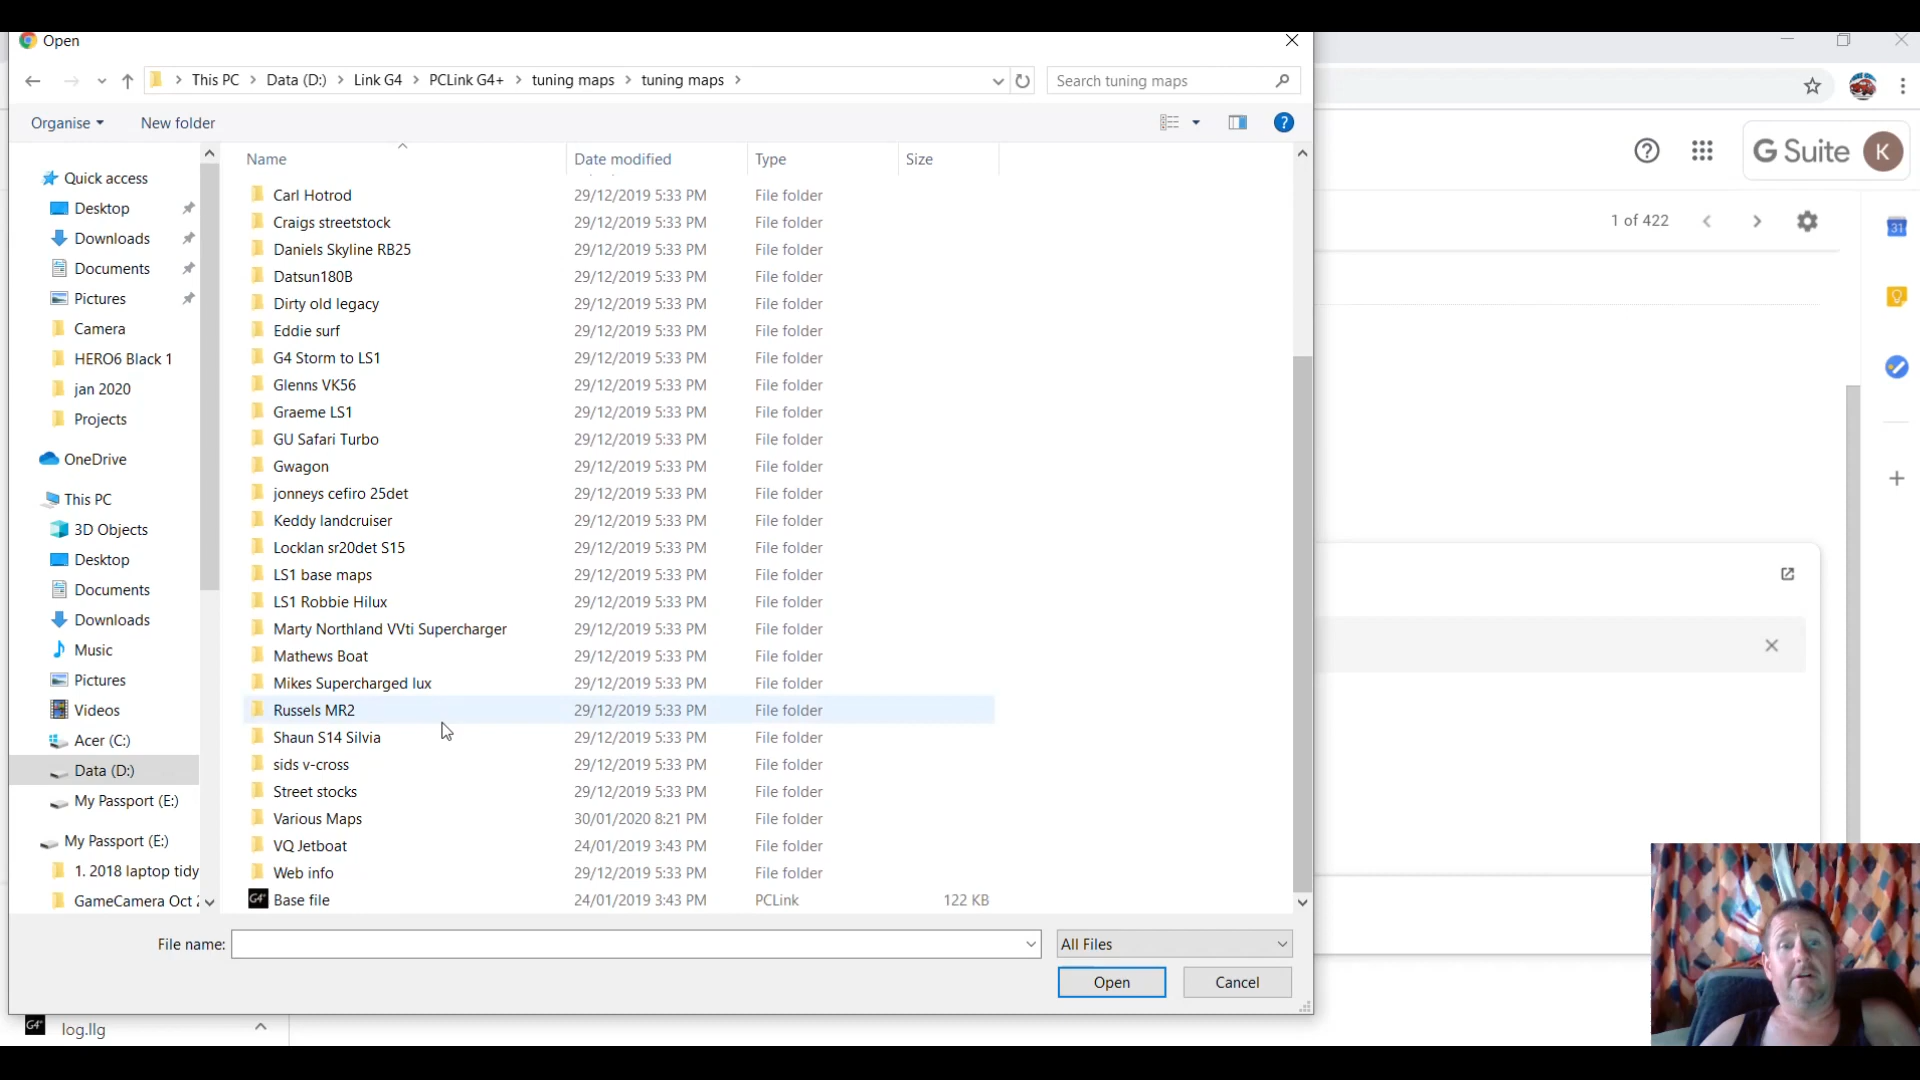 Open
This PC > Data (D:) > Link G4 > PCLink G4+ > tuning maps > tuning maps >
Search tuning maps
Organise
New folder
Name
Date modified
Type
Size
Quick access
Desktop
Downloads
Documents
Pictures
Camera
HERO6 Black 1
jan 2020
Projects
OneDrive
This PC
3D Objects
Desktop
Documents
Downloads
Music
Pictures
Videos
Acer (C:)
Data (D:)
My Passport (E:)
My Passport (E:)
1. 2018 laptop tidy
GameCamera Oct 2
Carl Hotrod 29/12/2019 5:33 PM File folder
Craigs streetstock 29/12/2019 5:33 PM File folder
Daniels Skyline RB25 29/12/2019 5:33 PM File folder
Datsun180B 29/12/2019 5:33 PM File folder
Dirty old legacy 29/12/2019 5:33 PM File folder
Eddie surf 29/12/2019 5:33 PM File folder
G4 Storm to LS1 29/12/2019 5:33 PM File folder
Glenns VK56 29/12/2019 5:33 PM File folder
Graeme LS1 29/12/2019 5:33 PM File folder
GU Safari Turbo 29/12/2019 5:33 PM File folder
Gwagon 29/12/2019 5:33 PM File folder
jonneys cefiro 25det 29/12/2019 5:33 PM File folder
Keddy landcruiser 29/12/2019 5:33 PM File folder
Locklan sr20det S15 29/12/2019 5:33 PM File folder
LS1 base maps 29/12/2019 5:33 PM File folder
LS1 Robbie Hilux 29/12/2019 5:33 PM File folder
Marty Northland VVti Supercharger 29/12/2019 5:33 PM File folder
Mathews Boat 29/12/2019 5:33 PM File folder
Mikes Supercharged lux 29/12/2019 5:33 PM File folder
Russels MR2 29/12/2019 5:33 PM File folder
Shaun S14 Silvia 29/12/2019 5:33 PM File folder
sids v-cross 29/12/2019 5:33 PM File folder
Street stocks 29/12/2019 5:33 PM File folder
Various Maps 30/01/2020 8:21 PM File folder
VQ Jetboat 24/01/2019 3:43 PM File folder
Web info 29/12/2019 5:33 PM File folder
G4+ Base file 24/01/2019 3:43 PM PCLink 122 KB
File name:
All Files
Open
Cancel
G4+ log.llg
G Suite K
1 of 422
31